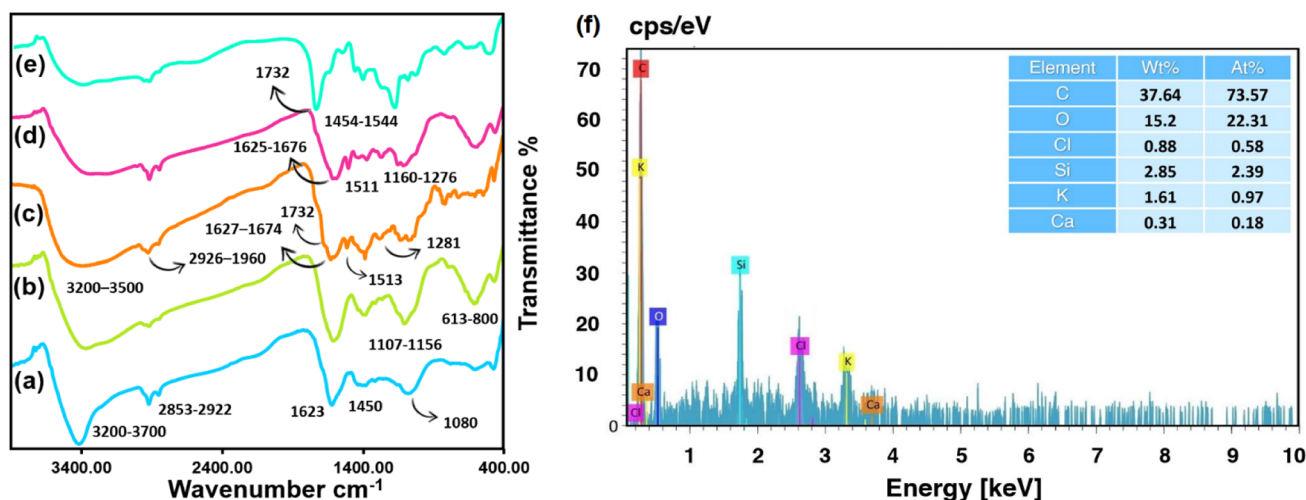 (e)
1732
1454-1544
(d)
1625-1676
1511
1160-1276
(c)
1732
1627–1674
1281
2926–1960
1513
3200–3500
(b)
613-800
1107-1156
(a)
2853-2922
1623
1450
1080
3200-3700
3400.00 2400.00 1400.00 400.00
Wavenumber cm-1
Transmittance %
(f) cps/eV
70
60
50
40
30
20
10
0
C
K
O
Ca
Cl
Si
Cl
K
Ca
Element Wt% At%
C 37.64 73.57
O 15.2 22.31
Cl 0.88 0.58
Si 2.85 2.39
K 1.61 0.97
Ca 0.31 0.18
1 2 3 4 5 6 7 8 9 10
Energy [keV]